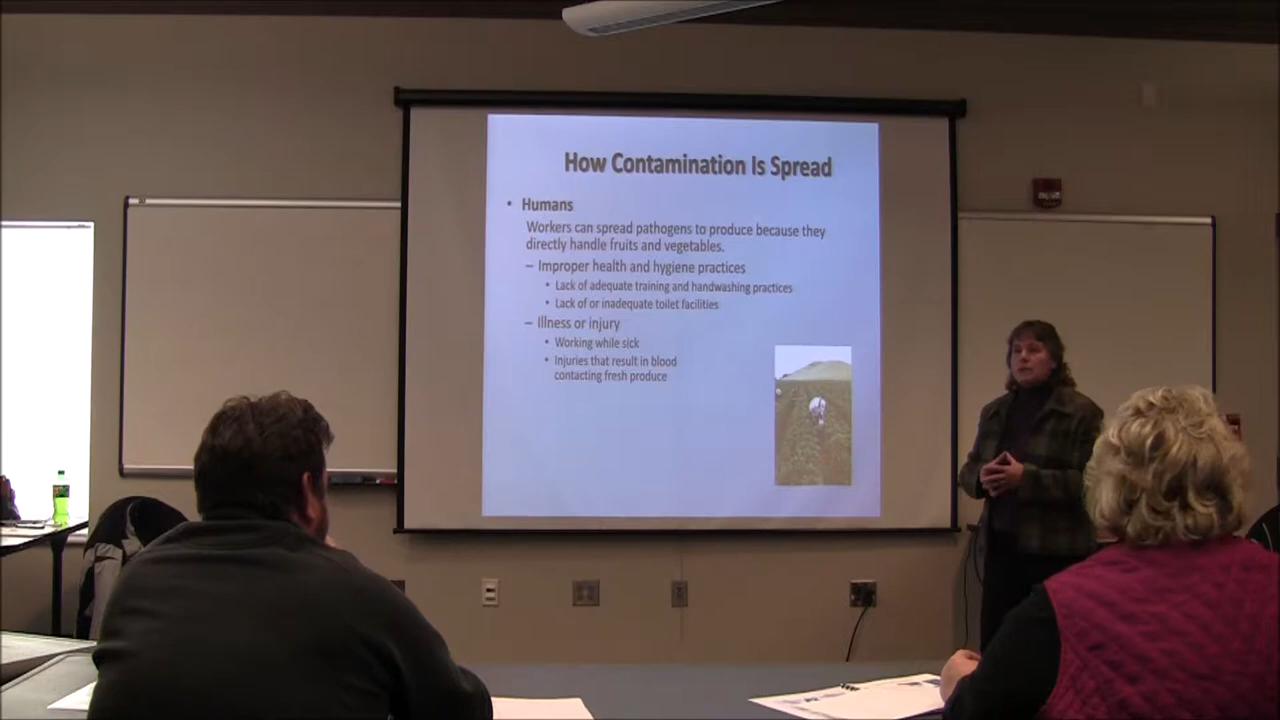 How Contamination Is Spread
• Humans
Workers can spread pathogens to produce because they
directly handle fruits and vegetables.
– Improper health and hygiene practices
• Lack of adequate training and handwashing practices
• Lack of or inadequate toilet facilities
– Illness or injury
• Working while sick
• Injuries that result in blood
contacting fresh produce